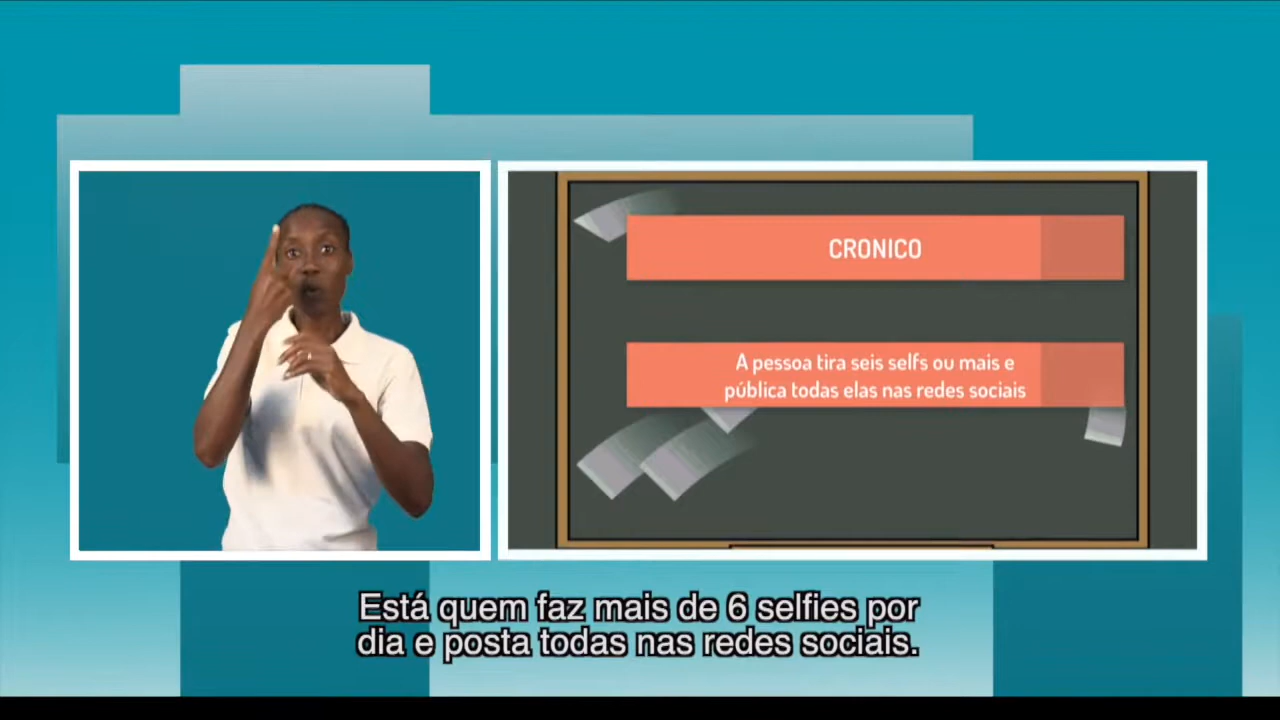 CRONICO
A pessoa tira seis selfs ou mais e
pública todas elas nas redes sociais
Está quem faz mais de 6 selfies por
dia e posta todas nas redes sociais.